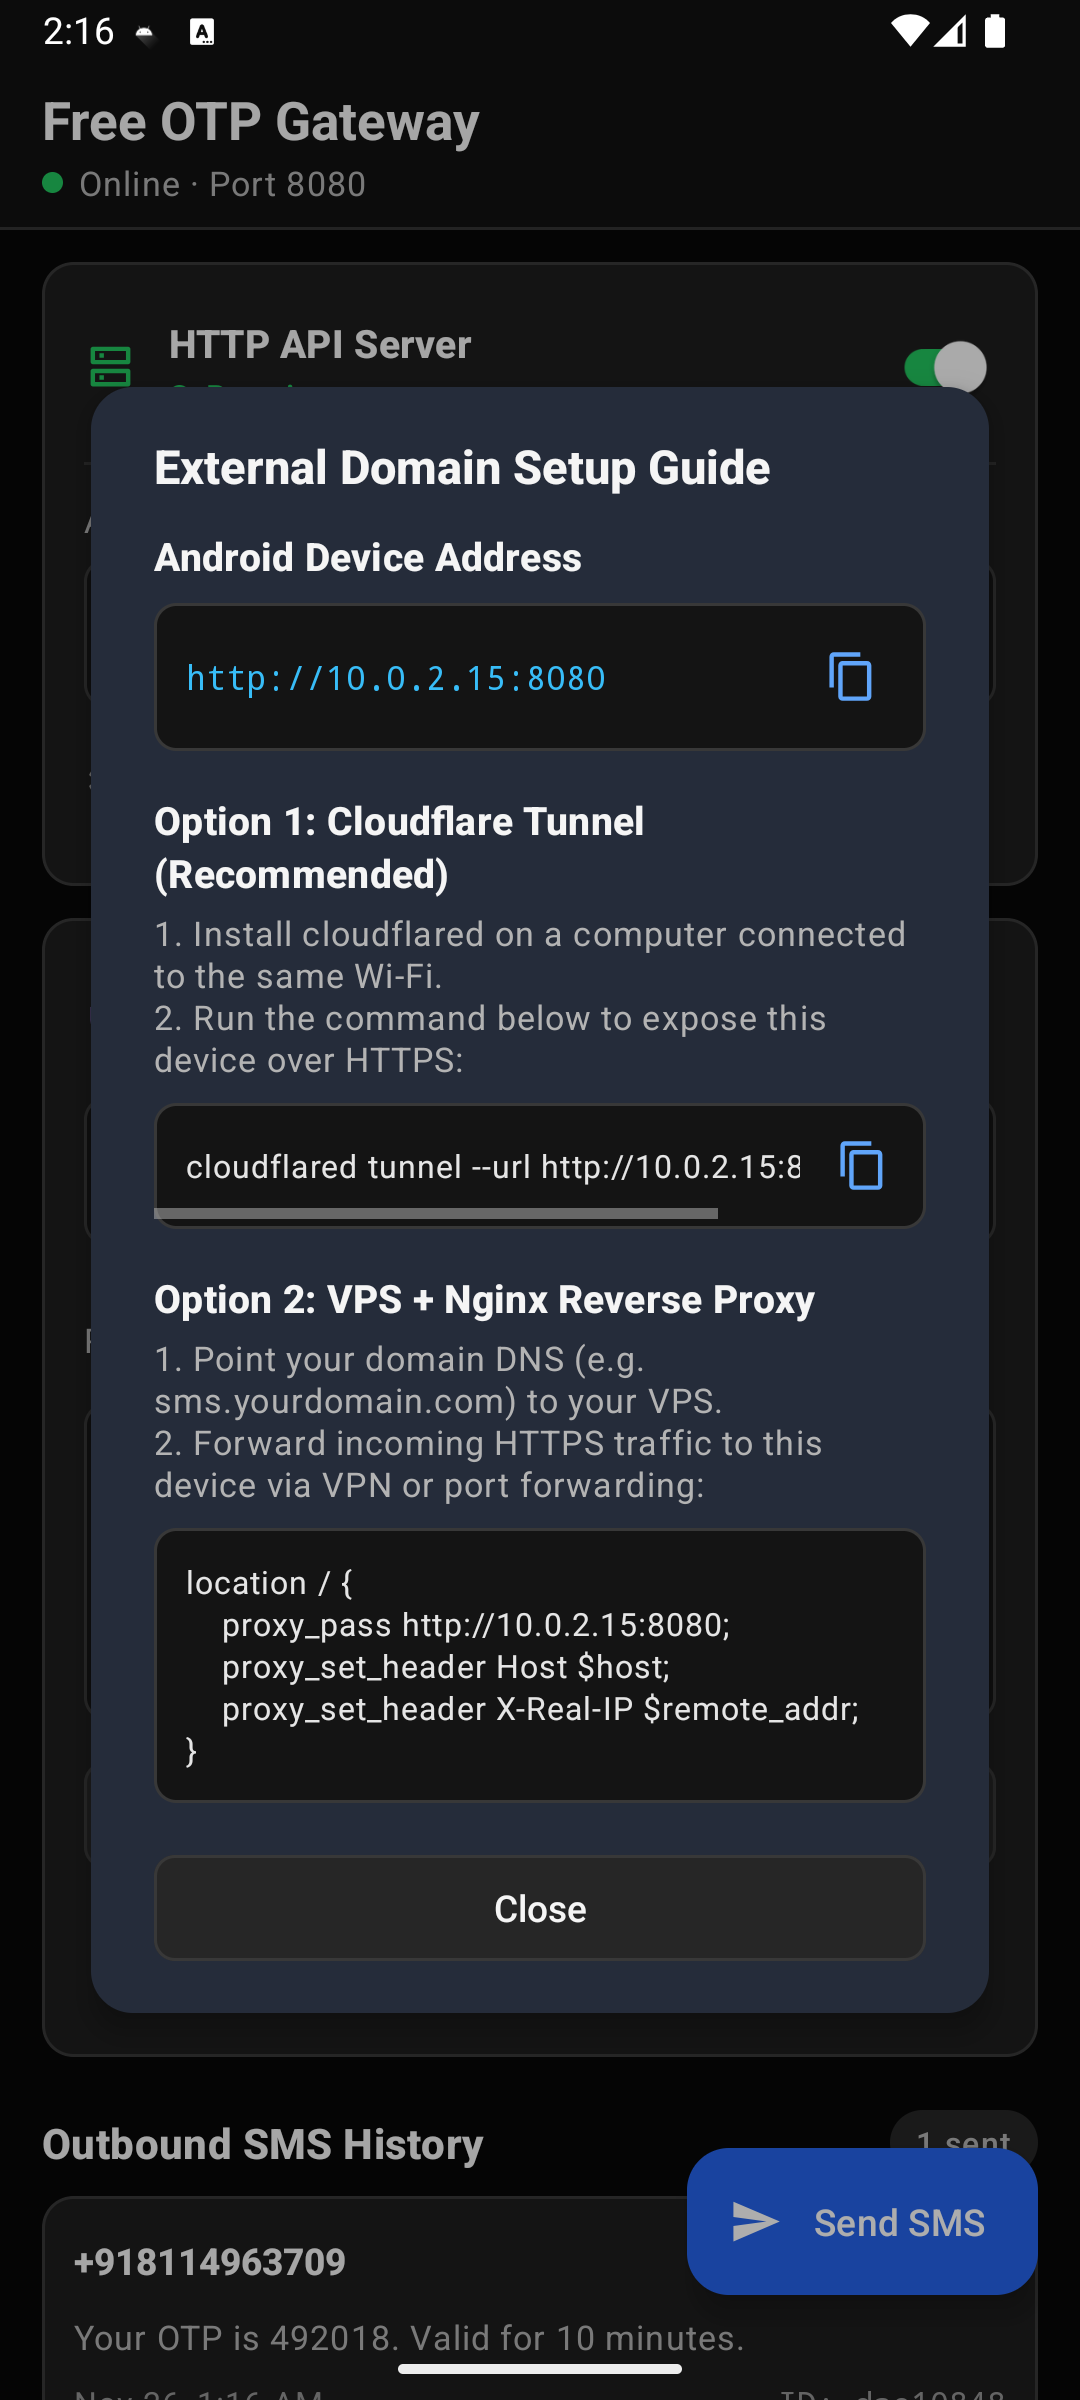 2:16
Free OTP Gateway
Online · Port 8080
HTTP API Server
External Domain Setup Guide
Android Device Address
http://10.0.2.15:8080
Option 1: Cloudflare Tunnel
(Recommended)
1. Install cloudflared on a computer connected
to the same Wi-Fi.
2. Run the command below to expose this
device over HTTPS:
cloudflared tunnel --url http://10.0.2.15:8
Option 2: VPS + Nginx Reverse Proxy
1. Point your domain DNS (e.g.
sms.yourdomain.com) to your VPS.
2. Forward incoming HTTPS traffic to this
device via VPN or port forwarding:
location / {
proxy_pass http://10.0.2.15:8080;
proxy_set_header Host $host;
proxy_set_header X-Real-IP $remote_addr;
}
Close
Outbound SMS History
1 sent
Send SMS
+918114963709
Your OTP is 492018. Valid for 10 minutes.